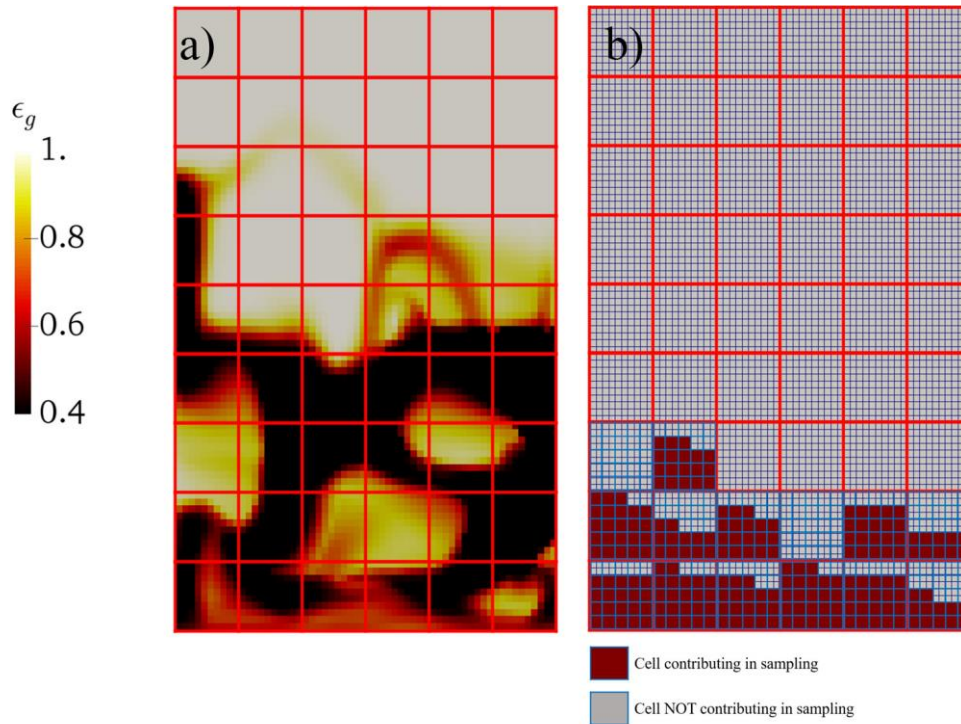 a)
b)
ϵg
1.
0.8
0.6
0.4
Cell contributing in sampling
Cell NOT contributing in sampling